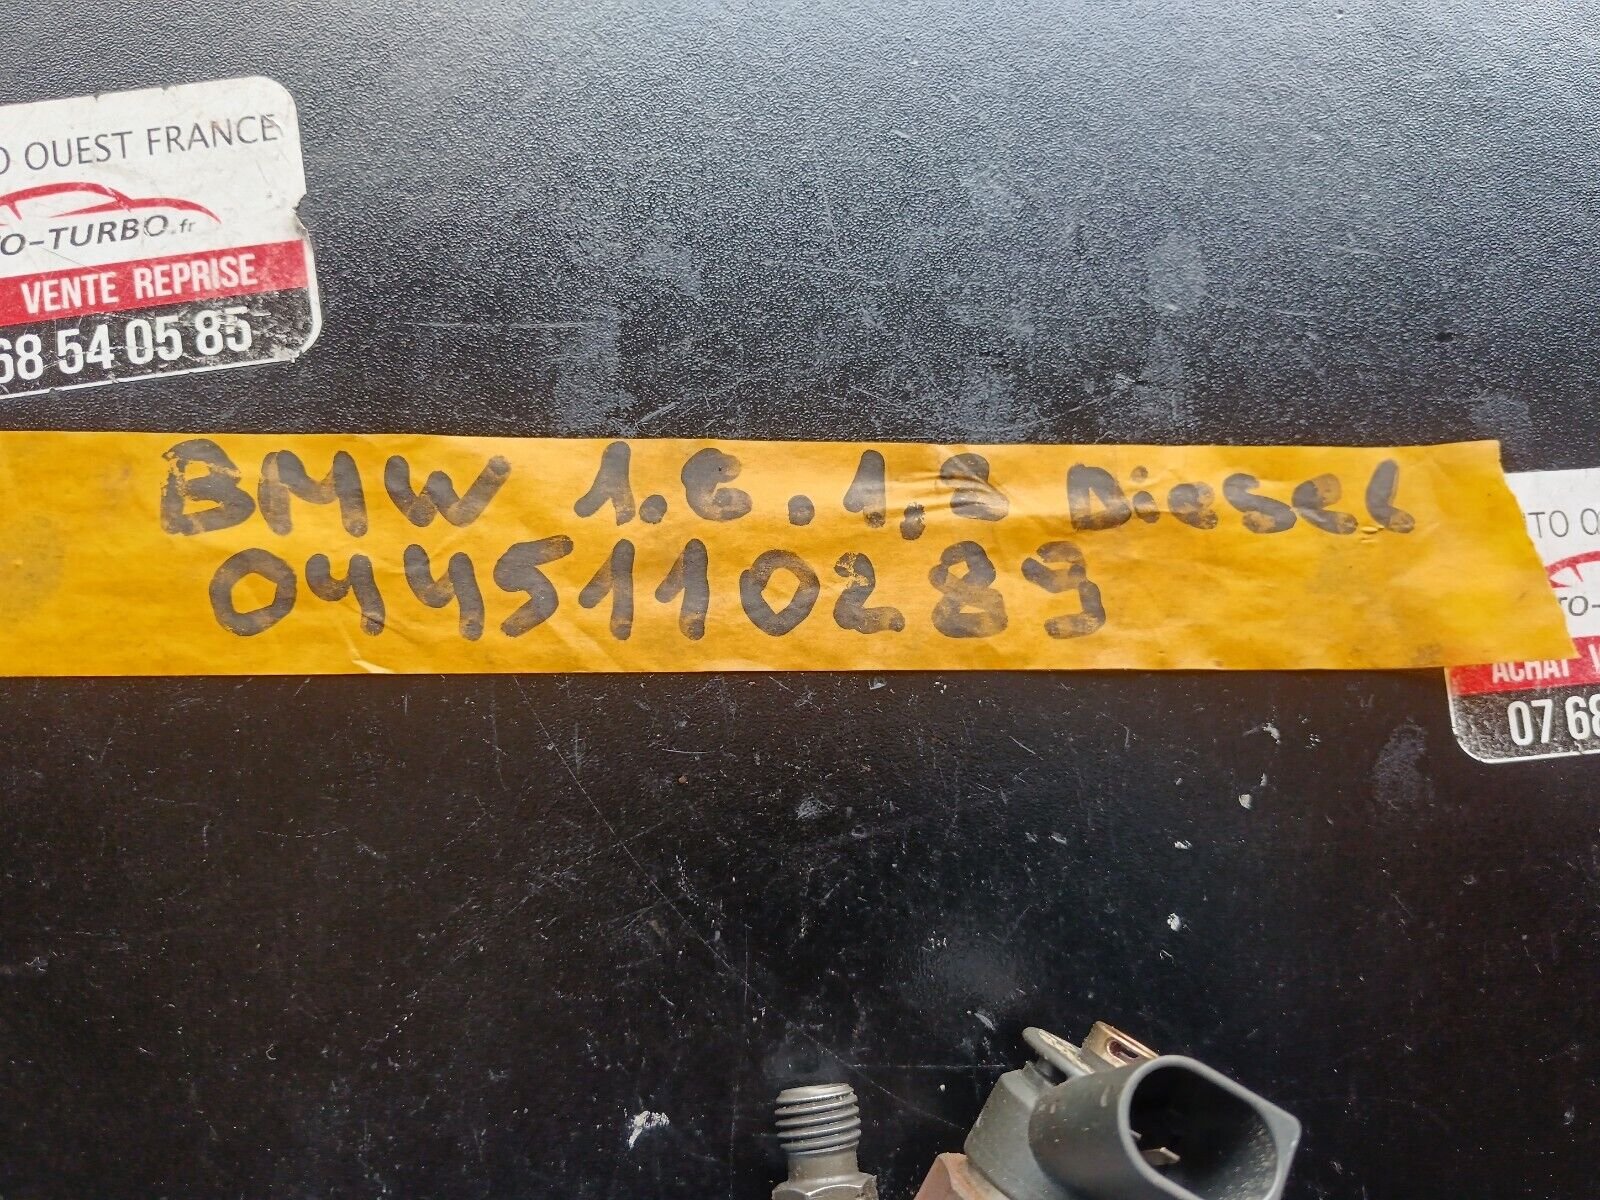 OUEST FRANCE
O-TURBO.fr
VENTE REPRISE
68 54 05 85
BMW 1.6.1,8 Diesel
0445110289
TO
TO-
ACHAT
07 68